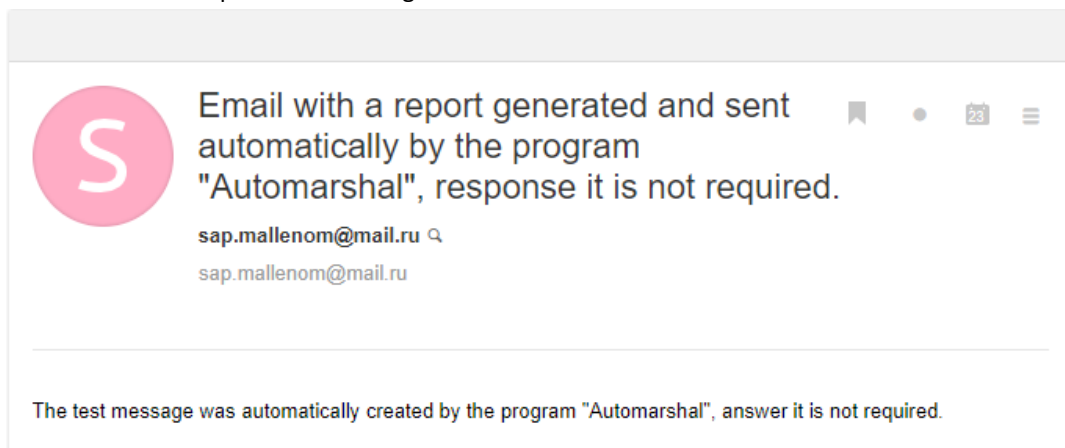 S
Email with a report generated and sent
automatically by the program
"Automarshal", response it is not required.
23
sap.mallenom@mail.ru
sap.mallenom@mail.ru
The test message was automatically created by the program "Automarshal", answer it is not required.